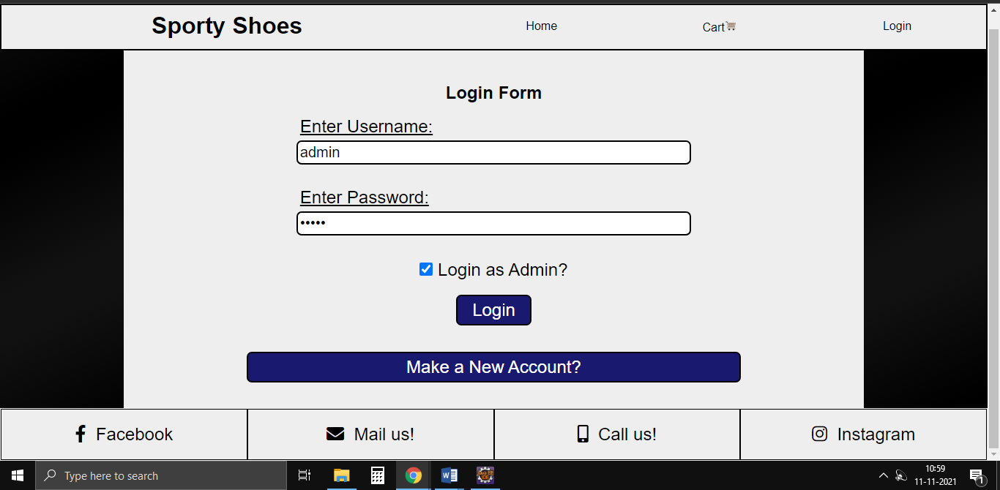 Sporty Shoes
Home
Cart
Login
Login Form
Enter Username:
admin
Enter Password:
•••••
Login as Admin?
Login
Make a New Account?
Facebook
Mail us!
Call us!
Instagram
Type here to search
10:59
11-11-2021
1